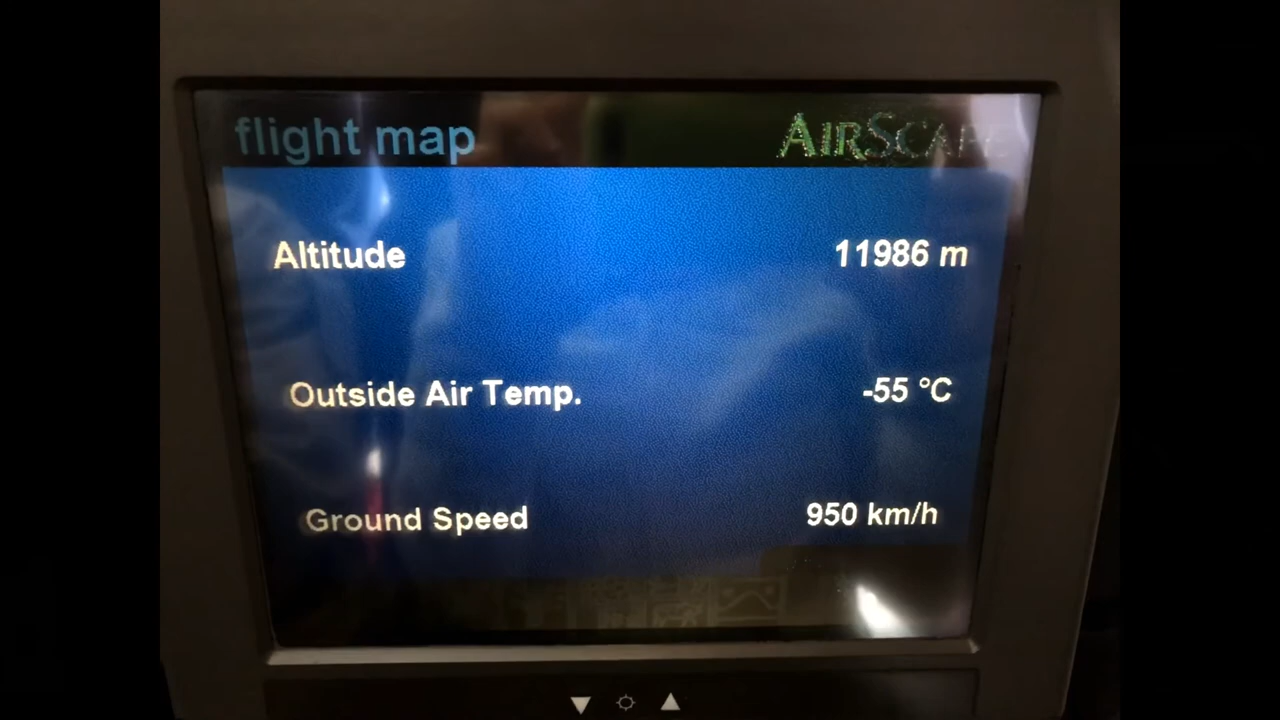 flight map AIRSCAPE
Altitude 11986 m
Outside Air Temp. -55 °C
Ground Speed 950 km/h